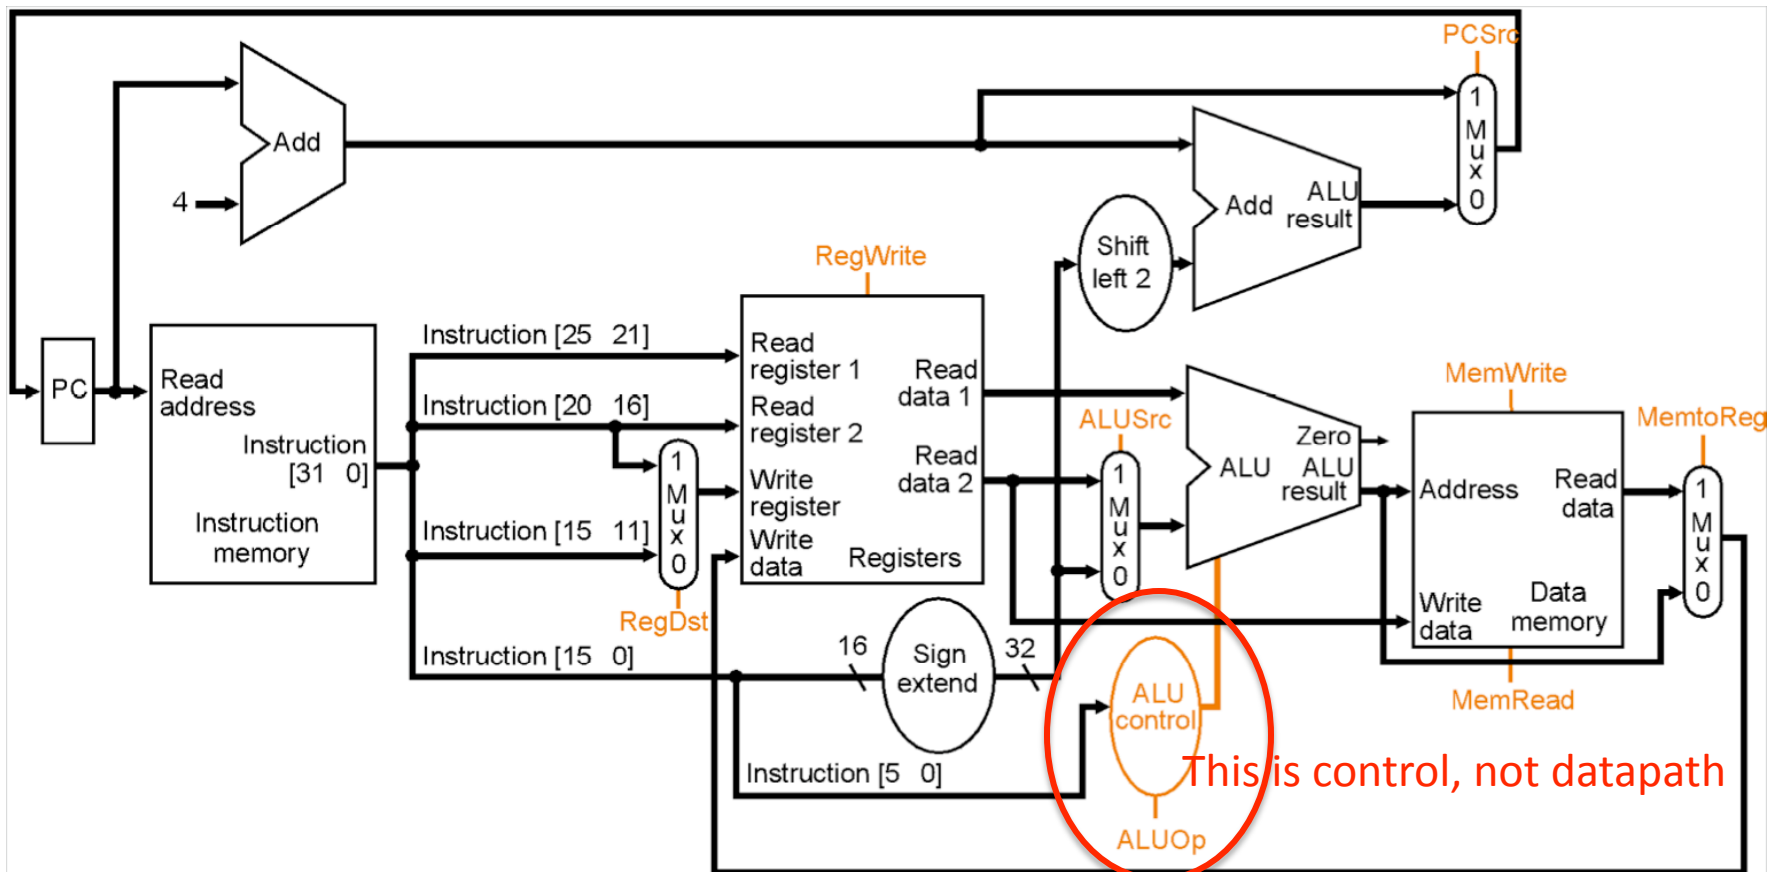 PCSrc
1
M
u
x
0
Add
4
Add
ALU
result
Shift
left 2
RegWrite
PC
Read
address
Instruction
[31 0]
Instruction
memory
Instruction [25 21]
Instruction [20 16]
Instruction [15 11]
Instruction [15 0]
Instruction [5 0]
1
M
u
x
0
RegDst
Read
register 1
Read
register 2
Write
register
Write
data
Read
data 1
Read
data 2
Registers
16
Sign
extend
32
ALUSrc
1
M
u
x
0
Zero
ALU
ALU
result
ALU
control
ALUOp
MemWrite
Address
Read
data
Write
data
Data
memory
MemRead
MemtoReg
1
M
u
x
0
This is control, not datapath